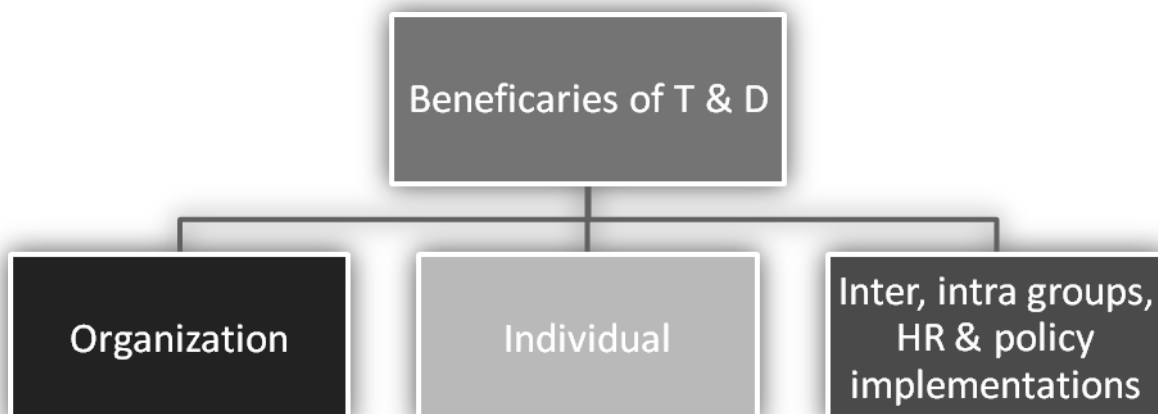 Beneficaries of T & D
Organization
Individual
Inter, intra groups,
HR & policy
implementations